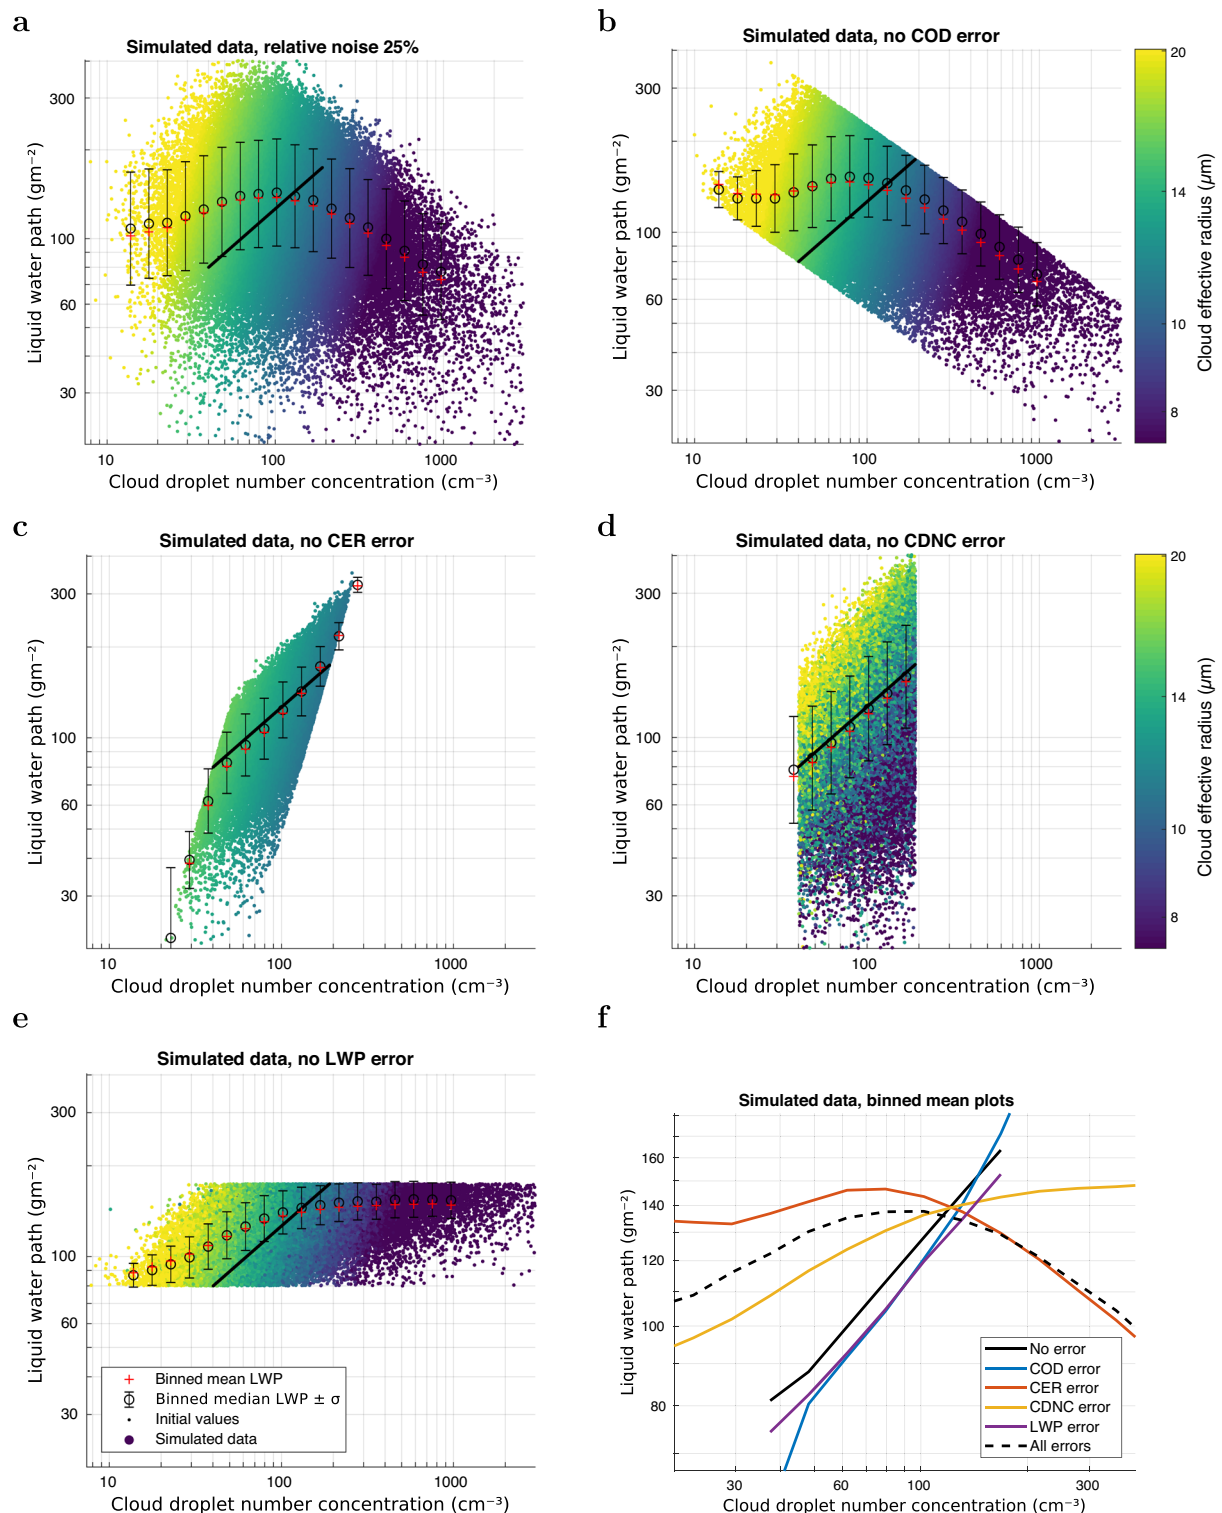 a
Simulated data, relative noise 25%
300
100
60
30
10
100
1000
Liquid water path (gm⁻²)
Cloud droplet number concentration (cm⁻³)
b
Simulated data, no COD error
300
100
60
30
10
100
1000
Liquid water path (gm⁻²)
Cloud droplet number concentration (cm⁻³)
20
14
10
8
Cloud effective radius (μm)
c
Simulated data, no CER error
300
100
60
30
10
100
1000
Liquid water path (gm⁻²)
Cloud droplet number concentration (cm⁻³)
d
Simulated data, no CDNC error
300
100
60
30
10
100
1000
Liquid water path (gm⁻²)
Cloud droplet number concentration (cm⁻³)
20
14
10
8
Cloud effective radius (μm)
e
Simulated data, no LWP error
300
100
60
30
10
100
1000
Liquid water path (gm⁻²)
Cloud droplet number concentration (cm⁻³)
Binned mean LWP
Binned median LWP ± σ
Initial values
Simulated data
f
Simulated data, binned mean plots
160
140
120
100
80
30
60
100
300
Liquid water path (gm⁻²)
Cloud droplet number concentration (cm⁻³)
No error
COD error
CER error
CDNC error
LWP error
All errors